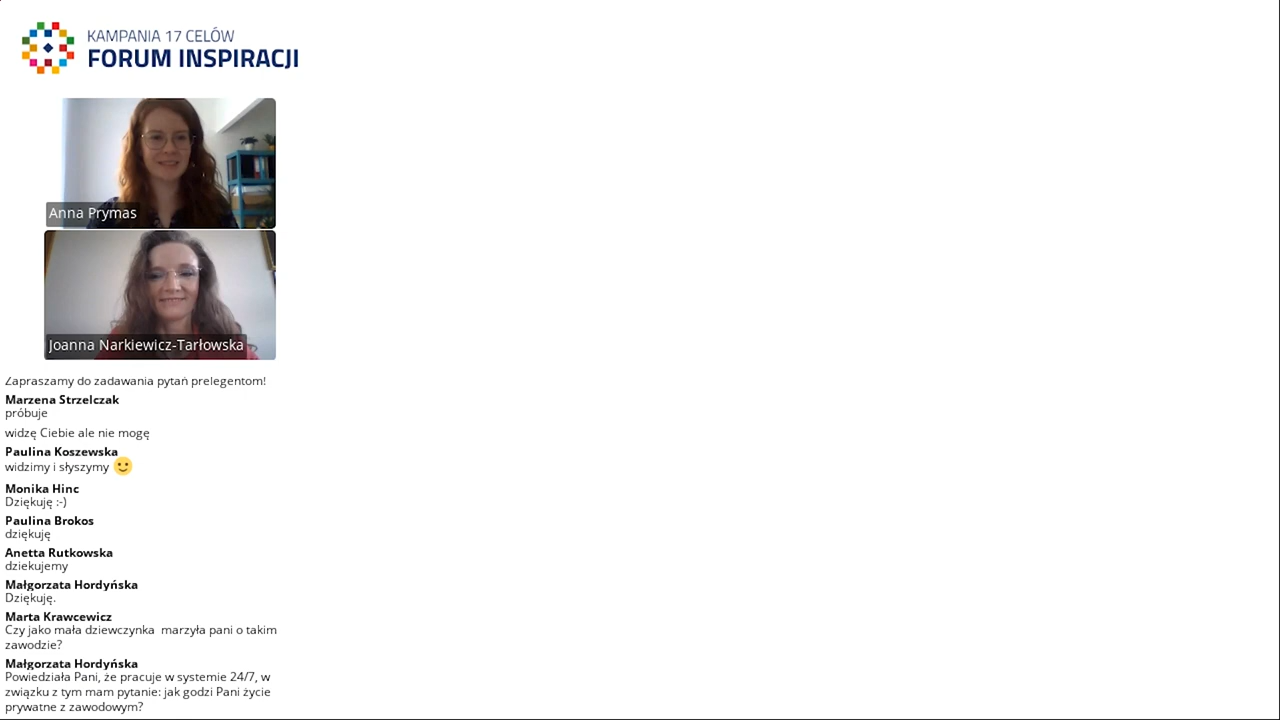 KAMPANIA 17 CELÓW
FORUM INSPIRACJI
Anna Prymas
Joanna Narkiewicz-Tarłowska
Zapraszamy do zadawania pytań prelegentom!
Marzena Strzelczak
próbuje
widzę Ciebie ale nie mogę
Paulina Koszewska
widzimy i słyszymy
Monika Hinc
Dziękuję :-)
Paulina Brokos
dziękuję
Anetta Rutkowska
dziekujemy
Małgorzata Hordyńska
Dziękuję.
Marta Krawcewicz
Czy jako mała dziewczynka  marzyła pani o takim
zawodzie?
Małgorzata Hordyńska
Powiedziała Pani, że pracuje w systemie 24/7, w
związku z tym mam pytanie: jak godzi Pani życie
prywatne z zawodowym?